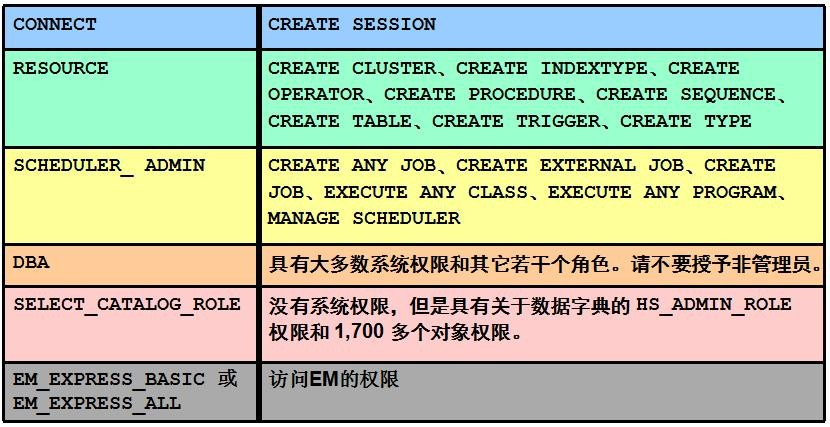 CONNECT
CREATE SESSION
RESOURCE
CREATE CLUSTER、CREATE INDEXTYPE、CREATE
OPERATOR、CREATE PROCEDURE、CREATE SEQUENCE、
CREATE TABLE、CREATE TRIGGER、CREATE TYPE
SCHEDULER_ ADMIN
CREATE ANY JOB、CREATE EXTERNAL JOB、CREATE
JOB、EXECUTE ANY CLASS、EXECUTE ANY PROGRAM、
MANAGE SCHEDULER
DBA
具有大多数系统权限和其它若干个角色。请不要授予非管理员。
SELECT_CATALOG_ROLE
没有系统权限，但是具有关于数据字典的 HS_ADMIN_ROLE
权限和 1,700 多个对象权限。
EM_EXPRESS_BASIC 或
EM_EXPRESS_ALL
访问EM的权限